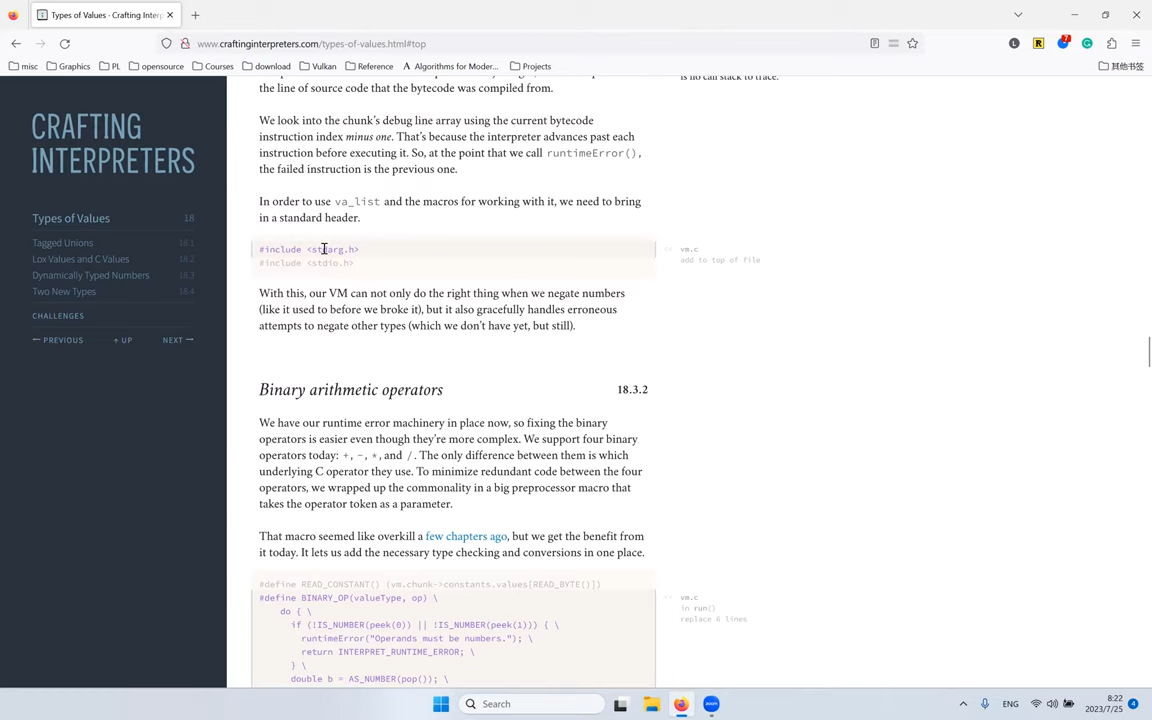 Types of Values - Crafting Interp
www.craftinginterpreters.com/types-of-values.html#top
misc Graphics PL opensource Courses download Vulkan Reference Algorithms for Moder... Projects 其他书签
CRAFTING
INTERPRETERS
Types of Values 18
Tagged Unions 18.1
Lox Values and C Values 18.2
Dynamically Typed Numbers 18.3
Two New Types 18.4
CHALLENGES
← PREVIOUS ↑ UP NEXT →
is no call stack to trace.
the line of source code that the bytecode was compiled from.
We look into the chunk's debug line array using the current bytecode
instruction index minus one. That's because the interpreter advances past each
instruction before executing it. So, at the point that we call runtimeError(),
the failed instruction is the previous one.
In order to use va_list and the macros for working with it, we need to bring
in a standard header.
#include <stdarg.h>
#include <stdio.h>
vm.c
add to top of file
With this, our VM can not only do the right thing when we negate numbers
(like it used to before we broke it), but it also gracefully handles erroneous
attempts to negate other types (which we don't have yet, but still).
Binary arithmetic operators 18.3.2
We have our runtime error machinery in place now, so fixing the binary
operators is easier even though they're more complex. We support four binary
operators today: +, -, *, and /. The only difference between them is which
underlying C operator they use. To minimize redundant code between the four
operators, we wrapped up the commonality in a big preprocessor macro that
takes the operator token as a parameter.
That macro seemed like overkill a few chapters ago, but we get the benefit from
it today. It lets us add the necessary type checking and conversions in one place.
#define READ_CONSTANT() (vm.chunk->constants.values[READ_BYTE()])
#define BINARY_OP(valueType, op) \
do { \
if (!IS_NUMBER(peek(0)) || !IS_NUMBER(peek(1))) { \
runtimeError("Operands must be numbers."); \
return INTERPRET_RUNTIME_ERROR; \
} \
double b = AS_NUMBER(pop()); \
vm.c
in run()
replace 6 lines
Search
zoom
ENG
8:22
2023/7/25
4